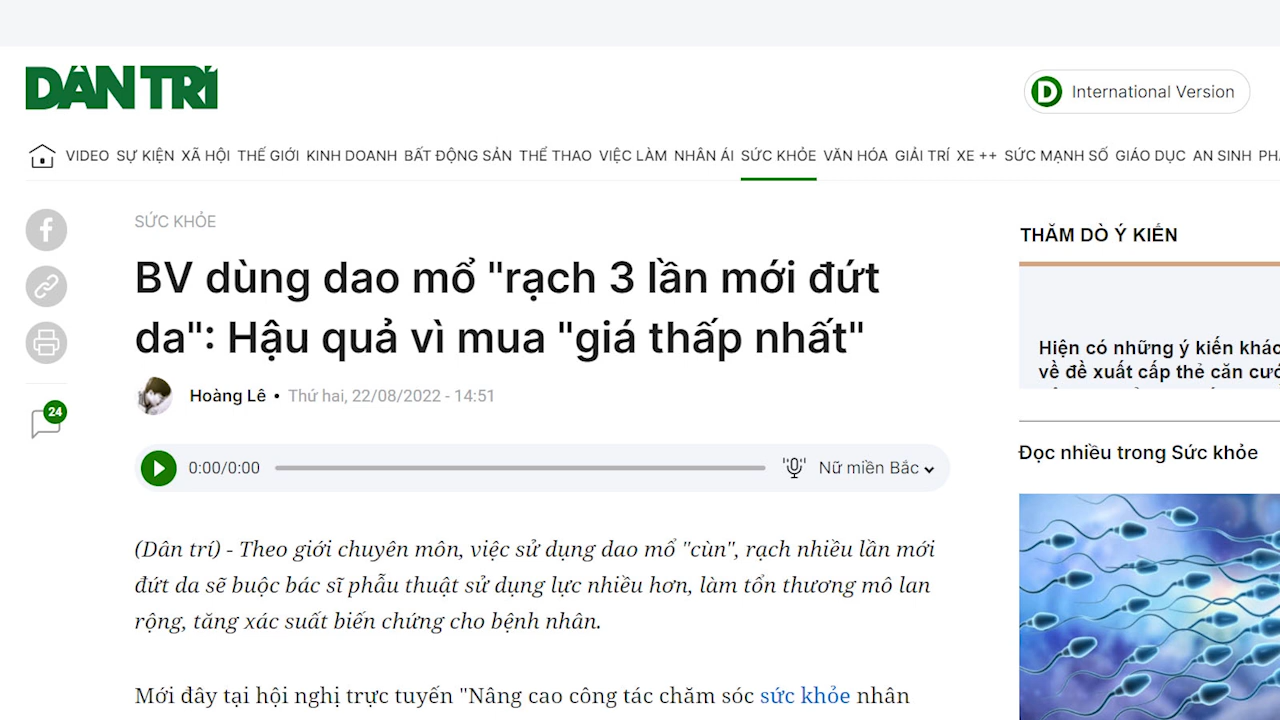 DÂN TRÍ
D International Version
VIDEO SỰ KIỆN XÃ HỘI THẾ GIỚI KINH DOANH BẤT ĐỘNG SẢN THỂ THAO VIỆC LÀM NHÂN ÁI SỨC KHỎE VĂN HÓA GIẢI TRÍ XE ++ SỨC MẠNH SỐ GIÁO DỤC AN SINH
SỨC KHỎE
BV dùng dao mổ "rạch 3 lần mới đứt
da": Hậu quả vì mua "giá thấp nhất"
Hoàng Lê • Thứ hai, 22/08/2022 - 14:51
24
0:00/0:00 Nữ miền Bắc
(Dân trí) - Theo giới chuyên môn, việc sử dụng dao mổ "cùn", rạch nhiều lần mới
đứt da sẽ buộc bác sĩ phẫu thuật sử dụng lực nhiều hơn, làm tổn thương mô lan
rộng, tăng xác suất biến chứng cho bệnh nhân.
Mới đây tại hội nghị trực tuyến "Nâng cao công tác chăm sóc sức khỏe nhân
THĂM DÒ Ý KIẾN
Hiện có những ý kiến khác
về đề xuất cấp thẻ căn cướ
Đọc nhiều trong Sức khỏe